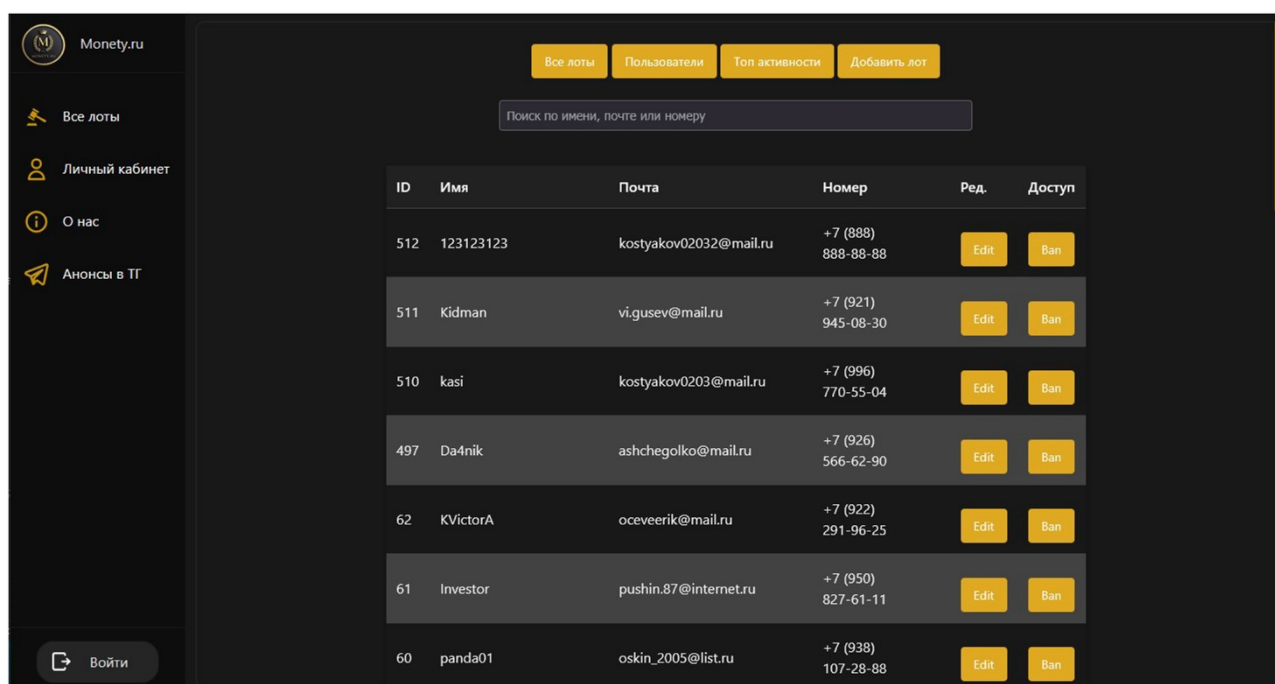 Monety.ru
Все лоты
Личный кабинет
О нас
Анонсы в ТГ
Войти
Все лоты Пользователи Топ активности Добавить лот
Поиск по имени, почте или номеру
ID Имя Почта Номер Ред. Доступ
512 123123123 kostyakov02032@mail.ru +7 (888) 888-88-88 Edit Ban
511 Kidman vi.gusev@mail.ru +7 (921) 945-08-30 Edit Ban
510 kasi kostyakov0203@mail.ru +7 (996) 770-55-04 Edit Ban
497 Da4nik ashchegolko@mail.ru +7 (926) 566-62-90 Edit Ban
62 KVictorA oceveerik@mail.ru +7 (922) 291-96-25 Edit Ban
61 Investor pushin.87@internet.ru +7 (950) 827-61-11 Edit Ban
60 panda01 oskin_2005@list.ru +7 (938) 107-28-88 Edit Ban